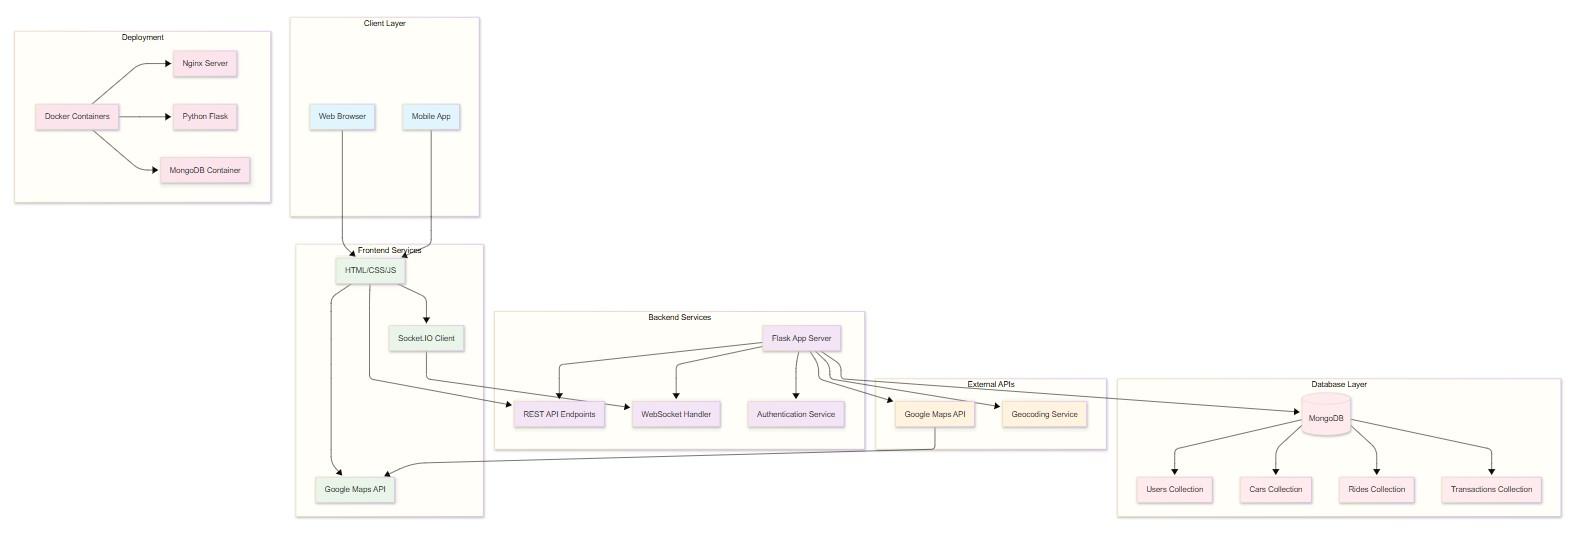 Deployment
Nginx Server
Docker Containers
Python Flask
MongoDB Container
Client Layer
Web Browser
Mobile App
Frontend Services
HTML/CSS/JS
Socket.IO Client
Google Maps API
Backend Services
Flask App Server
REST API Endpoints
WebSocket Handler
Authentication Service
External APIs
Google Maps API
Geocoding Service
Database Layer
MongoDB
Users Collection
Cars Collection
Rides Collection
Transactions Collection